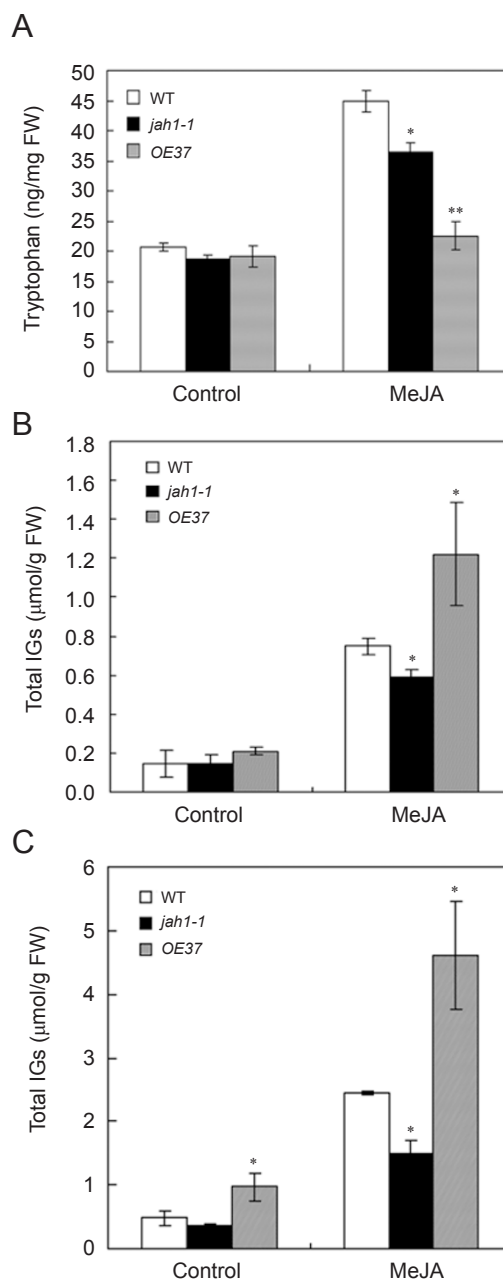 A
50
45
40
35
30
25
20
15
10
5
0
Tryptophan (ng/mg FW)
WT
jah1-1
OE37
*
**
Control
MeJA
B
1.8
1.6
1.4
1.2
1.0
0.8
0.6
0.4
0.2
0.0
Total IGs (μmol/g FW)
WT
jah1-1
OE37
*
*
Control
MeJA
C
6
5
4
3
2
1
0
Total IGs (μmol/g FW)
WT
jah1-1
OE37
*
*
*
Control
MeJA